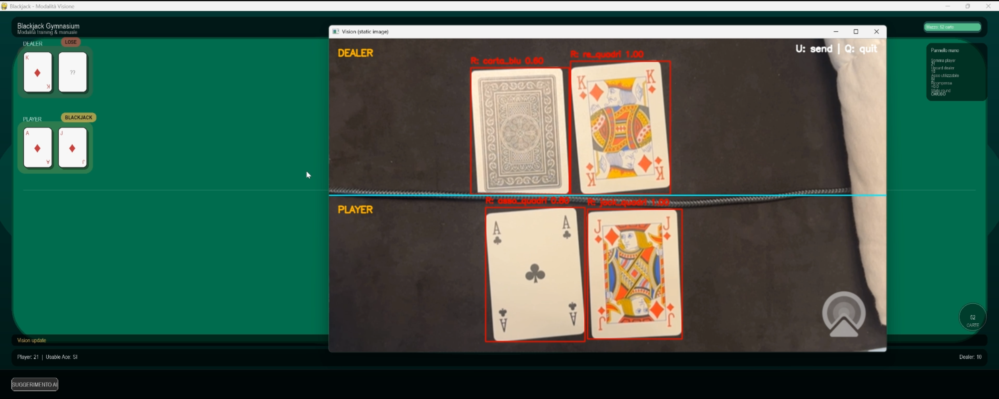 Blackjack - Modalità Visione
Blackjack Gymnasium
Modalità training & manuale
Mazzo: 52 carte
DEALER
LOSE
K
K
??
PLAYER
BLACKJACK
A
A
J
J
Vision (static image)
DEALER
U: send | Q: quit
R: carta_blu 0.60
R: re_quadri 1.00
K
K
K
K
PLAYER
R: asso_quadri 0.80
R: jack_quadri 1.00
A
A
A
A
J
J
J
J
Pannello mano
Somma player
21
Upcard dealer
10
Asso utilizzabile
SI
Ricompensa
+0.0
Stato round
CHIUSO
52
CARTE
Vision update
Player: 21 | Usable Ace: SI
Dealer: 10
SUGGERIMENTO AI